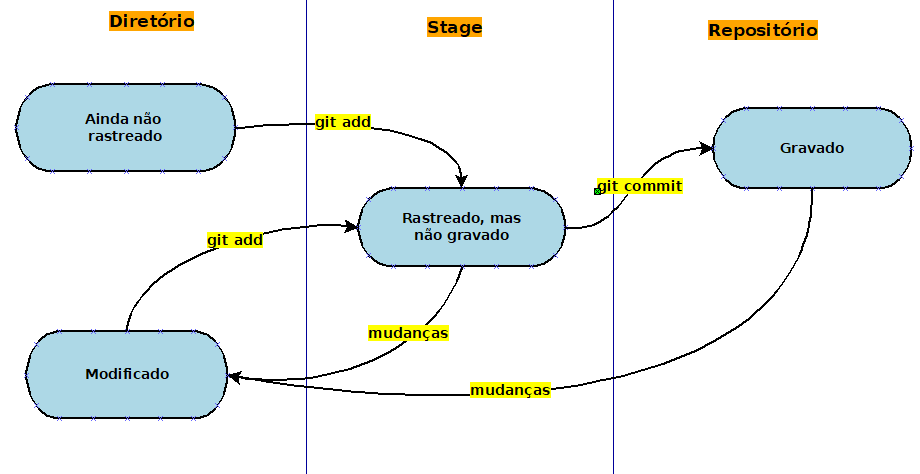 Diretório
Stage
Repositório
Ainda não
rastreado
git add
Gravado
git commit
Rastreado, mas
não gravado
git add
mudanças
Modificado
mudanças